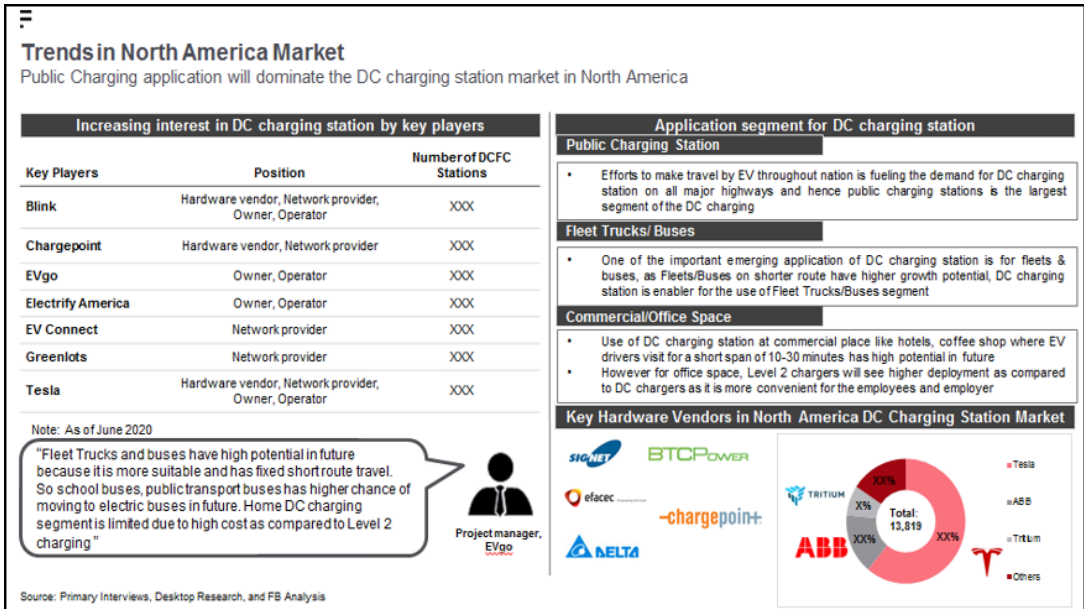 Trends in North America Market
Public Charging application will dominate the DC charging station market in North America
Increasing interest in DC charging station by key players
Key Players
Position
Number of DCFC
Stations
Blink
Hardware vendor, Network provider,
Owner, Operator
XXX
Chargepoint
Hardware vendor, Network provider
XXX
EVgo
Owner, Operator
XXX
Electrify America
Owner, Operator
XXX
EV Connect
Network provider
XXX
Greenlots
Network provider
XXX
Tesla
Hardware vendor, Network provider,
Owner, Operator
XXX
Note: As of June 2020
"Fleet Trucks and buses have high potential in future
because it is more suitable and has fixed short route travel.
So school buses, public transport buses has higher chance of
moving to electric buses in future. Home DC charging
segment is limited due to high cost as compared to Level 2
charging"
Project manager,
EVgo
Application segment for DC charging station
Public Charging Station
• Efforts to make travel by EV throughout nation is fueling the demand for DC charging
station on all major highways and hence public charging stations is the largest
segment of the DC charging
Fleet Trucks/ Buses
• One of the important emerging application of DC charging station is for fleets &
buses, as Fleets/Buses on shorter route have higher growth potential, DC charging
station is enabler for the use of Fleet Trucks/Buses segment
Commercial/Office Space
• Use of DC charging station at commercial place like hotels, coffee shop where EV
drivers visit for a short span of 10-30 minutes has high potential in future
• However for office space, Level 2 chargers will see higher deployment as compared
to DC chargers as it is more convenient for the employees and employer
Key Hardware Vendors in North America DC Charging Station Market
SIGNET
BTCPOWER
efacec
-chargepoin+.
DELTA
TRITIUM
ABB
XX%
X%
XX%
XX%
Total:
13,819
Tesla
ABB
Tritium
Others
Source: Primary Interviews, Desktop Research, and FB Analysis